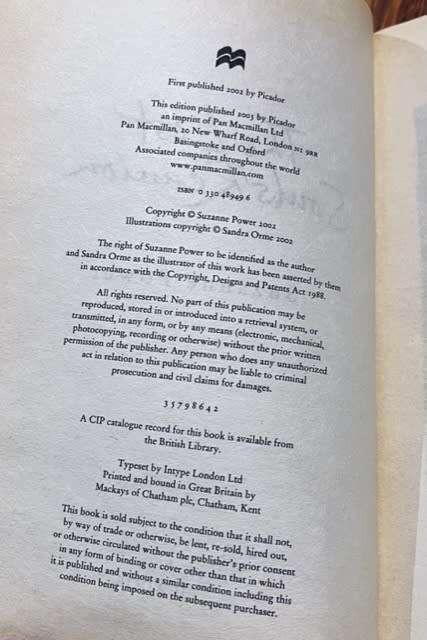 First published 2002 by Picador
This edition published 2003 by Picador
an imprint of Pan Macmillan Ltd
Pan Macmillan, 20 New Wharf Road, London N1 9RR
Basingstoke and Oxford
Associated companies throughout the world
www.panmacmillan.com
ISBN 0 330 48949 6
Copyright © Suzanne Power 2002
Illustrations copyright © Sandra Orme 2002
The right of Suzanne Power to be identified as the author
and Sandra Orme as the illustrator of this work has been asserted by them
in accordance with the Copyright, Designs and Patents Act 1988.
All rights reserved. No part of this publication may be
reproduced, stored in or introduced into a retrieval system, or
transmitted, in any form, or by any means (electronic, mechanical,
photocopying, recording or otherwise) without the prior written
permission of the publisher. Any person who does any unauthorized
act in relation to this publication may be liable to criminal
prosecution and civil claims for damages.
3 5 7 9 8 6 4 2
A CIP catalogue record for this book is available from
the British Library.
Typeset by Intype London Ltd
Printed and bound in Great Britain by
Mackays of Chatham plc, Chatham, Kent
This book is sold subject to the condition that it shall not,
by way of trade or otherwise, be lent, re-sold, hired out,
or otherwise circulated without the publisher's prior consent
in any form of binding or cover other than that in which
it is published and without a similar condition including this
condition being imposed on the subsequent purchaser.